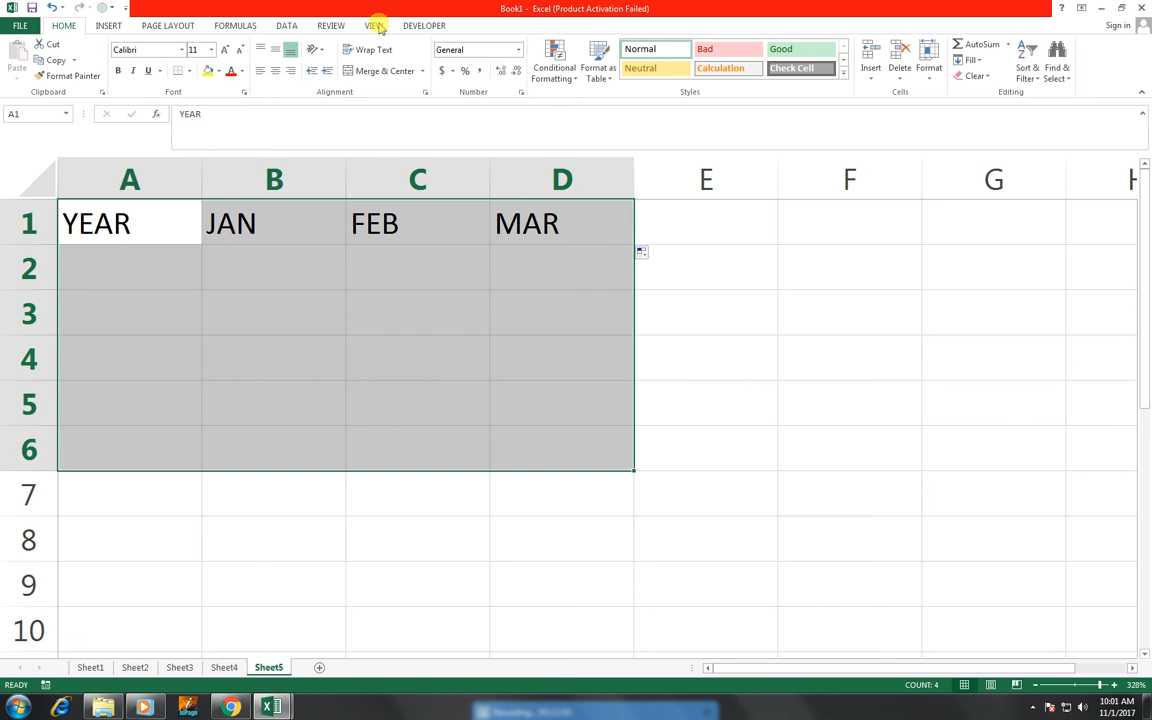 Book1 - Excel (Product Activation Failed)
FILE HOME INSERT PAGE LAYOUT FORMULAS DATA REVIEW VIEW DEVELOPER Sign in
Paste Cut Copy Format Painter
Calibri 11 B I U A
Wrap Text
Merge & Center
General
$ % ,
Conditional Formatting Format as Table
Normal Bad Good
Neutral Calculation Check Cell
Insert Delete Format
AutoSum Fill Clear Sort & Filter Find & Select
Clipboard Font Alignment Number Styles Cells Editing
A1 fx YEAR
A B C D E F G H
1 YEAR JAN FEB MAR
2
3
4
5
6
7
8
9
10
Sheet1 Sheet2 Sheet3 Sheet4 Sheet5
READY COUNT: 4 328%
10:01 AM
11/1/2017